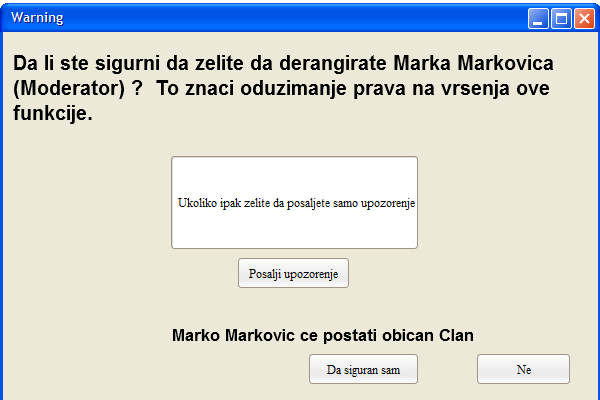 Warning
Da li ste sigurni da zelite da derangirate Marka Markovica
(Moderator) ?  To znaci oduzimanje prava na vrsenja ove
funkcije.
Ukoliko ipak zelite da posaljete samo upozorenje
Posalji upozorenje
Marko Markovic ce postati obican Clan
Da siguran sam
Ne